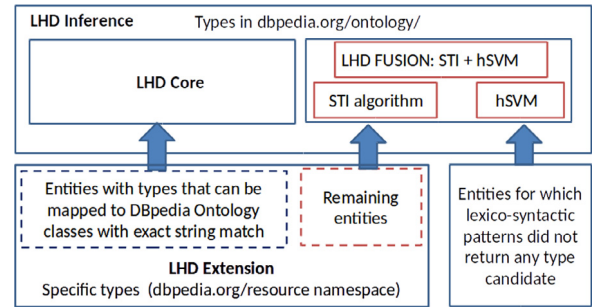 LHD Inference Types in dbpedia.org/ontology/
LHD Core
LHD FUSION: STI + hSVM
STI algorithm
hSVM
Entities with types that can be
mapped to DBpedia Ontology
classes with exact string match
Remaining
entities
LHD Extension
Specific types (dbpedia.org/resource namespace)
Entities for which
lexico-syntactic
patterns did not
return any type
candidate